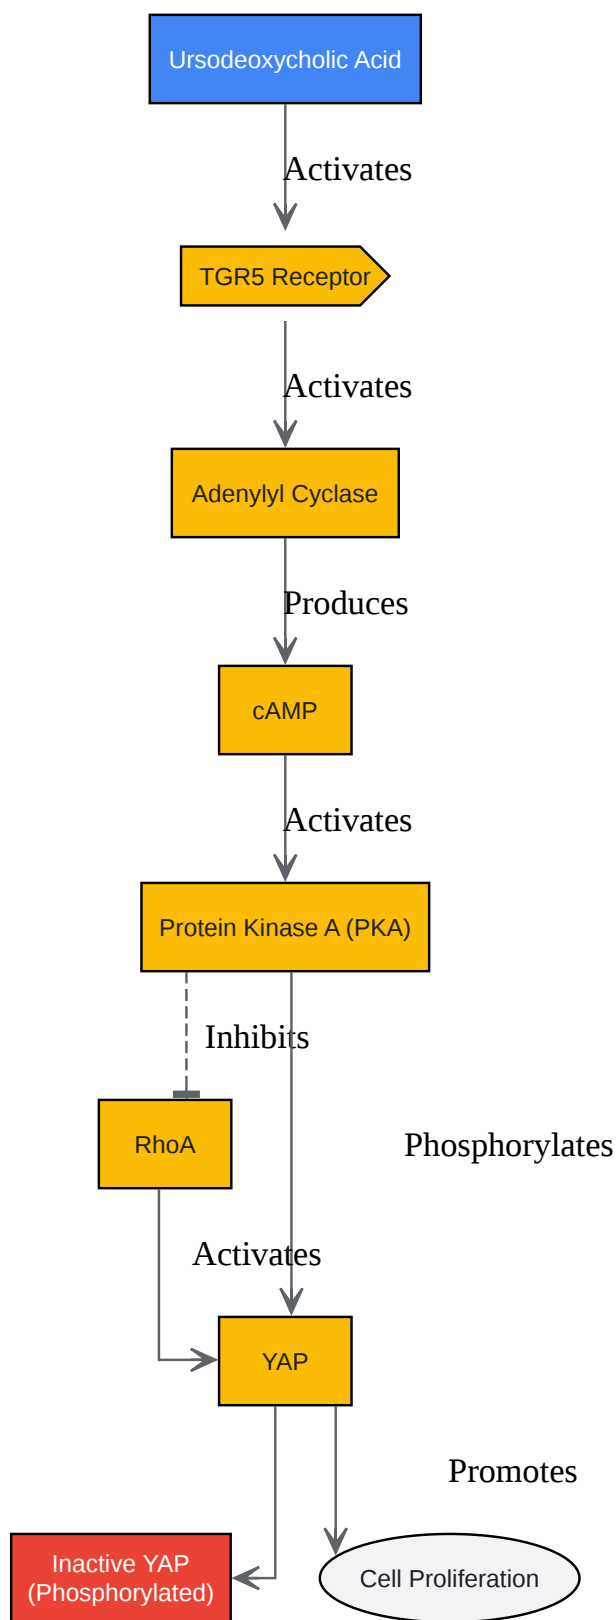 Ursodeoxycholic Acid
Activates
TGR5 Receptor
Activates
Adenylyl Cyclase
Produces
cAMP
Activates
Protein Kinase A (PKA)
Inhibits
RhoA
Phosphorylates
Activates
YAP
Promotes
Inactive YAP
(Phosphorylated)
Cell Proliferation